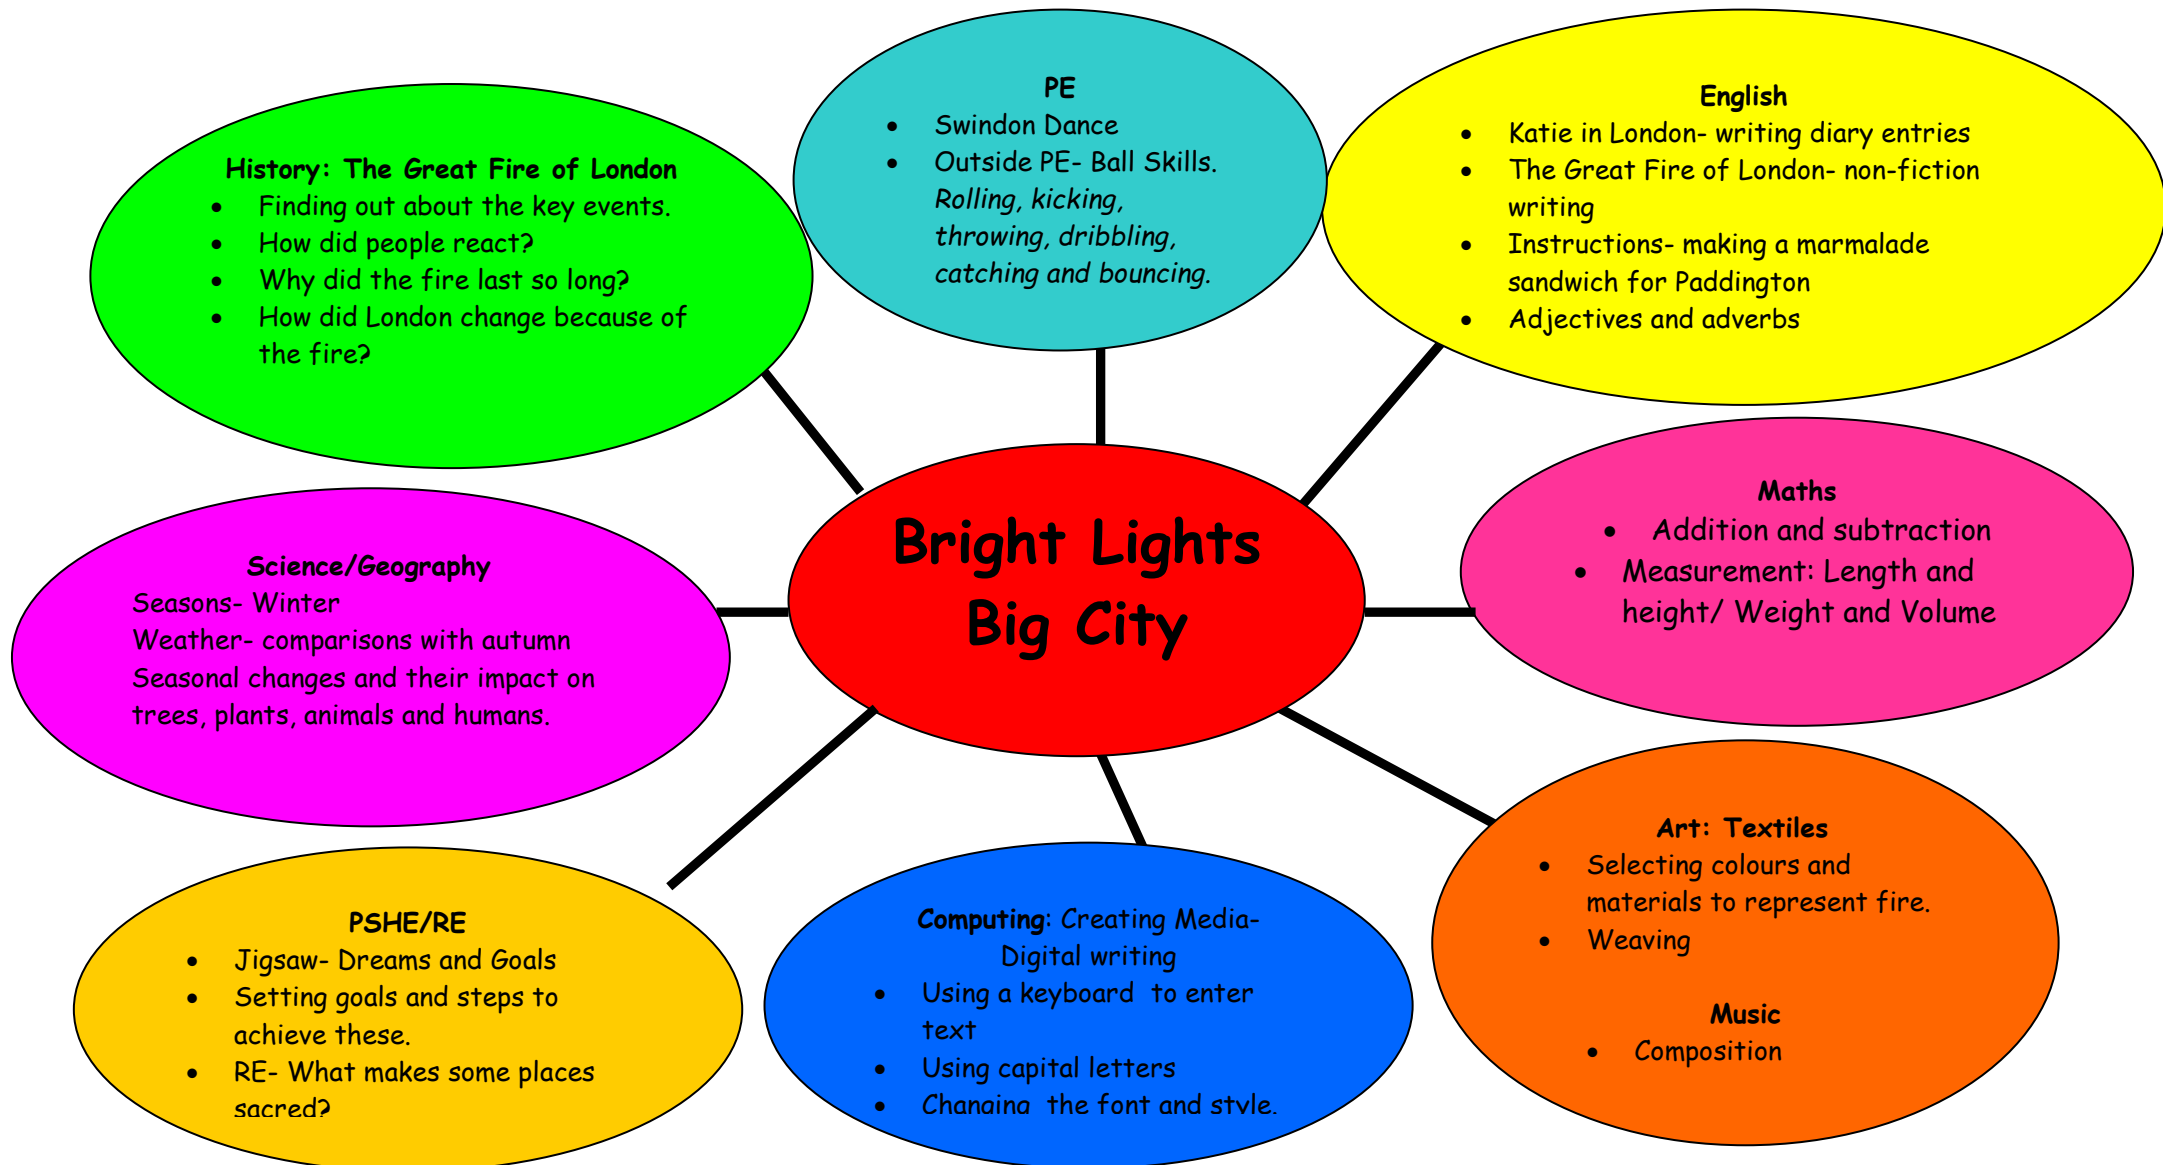 PE
• Swindon Dance
• Outside PE- Ball Skills.
Rolling, kicking,
throwing, dribbling,
catching and bouncing.
English
• Katie in London- writing diary entries
• The Great Fire of London- non-fiction
writing
• Instructions- making a marmalade
sandwich for Paddington
• Adjectives and adverbs
History: The Great Fire of London
• Finding out about the key events.
• How did people react?
• Why did the fire last so long?
• How did London change because of
the fire?
Bright Lights
Big City
Maths
• Addition and subtraction
• Measurement: Length and
height/ Weight and Volume
Science/Geography
Seasons- Winter
Weather- comparisons with autumn
Seasonal changes and their impact on
trees, plants, animals and humans.
Art: Textiles
• Selecting colours and
materials to represent fire.
• Weaving
Music
• Composition
PSHE/RE
• Jigsaw- Dreams and Goals
• Setting goals and steps to
achieve these.
• RE- What makes some places
sacred?
Computing: Creating Media-
Digital writing
• Using a keyboard  to enter
text
• Using capital letters
• Changing  the font and style.